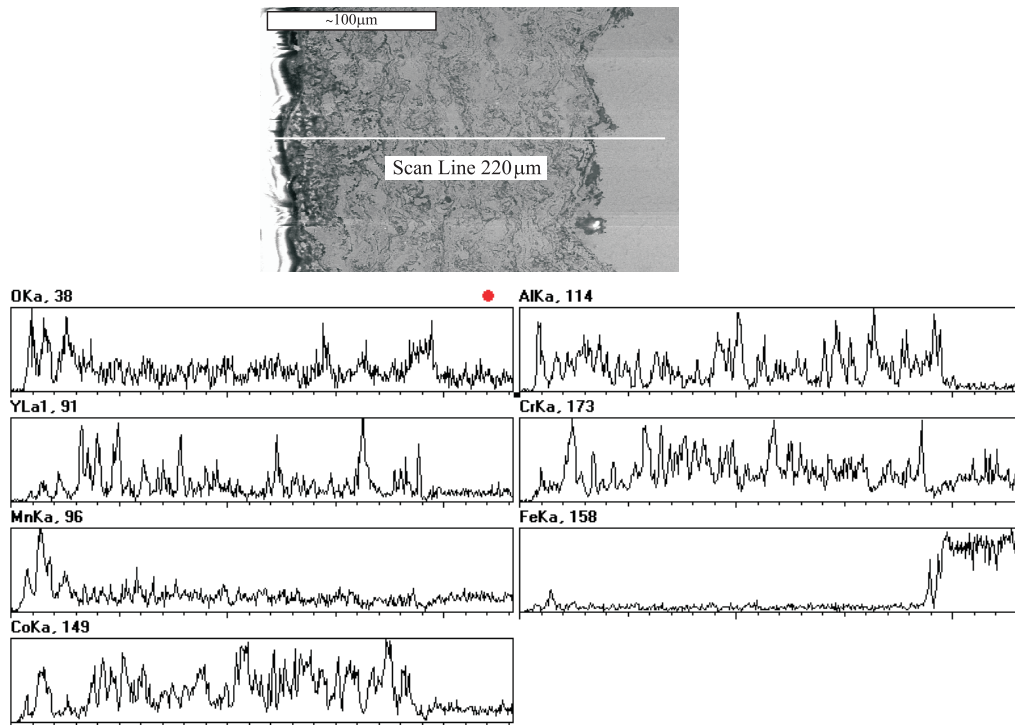 ~100µm
Scan Line 220µm
OKa, 38
AlKa, 114
YLa1, 91
CrKa, 173
MnKa, 96
FeKa, 158
CoKa, 149